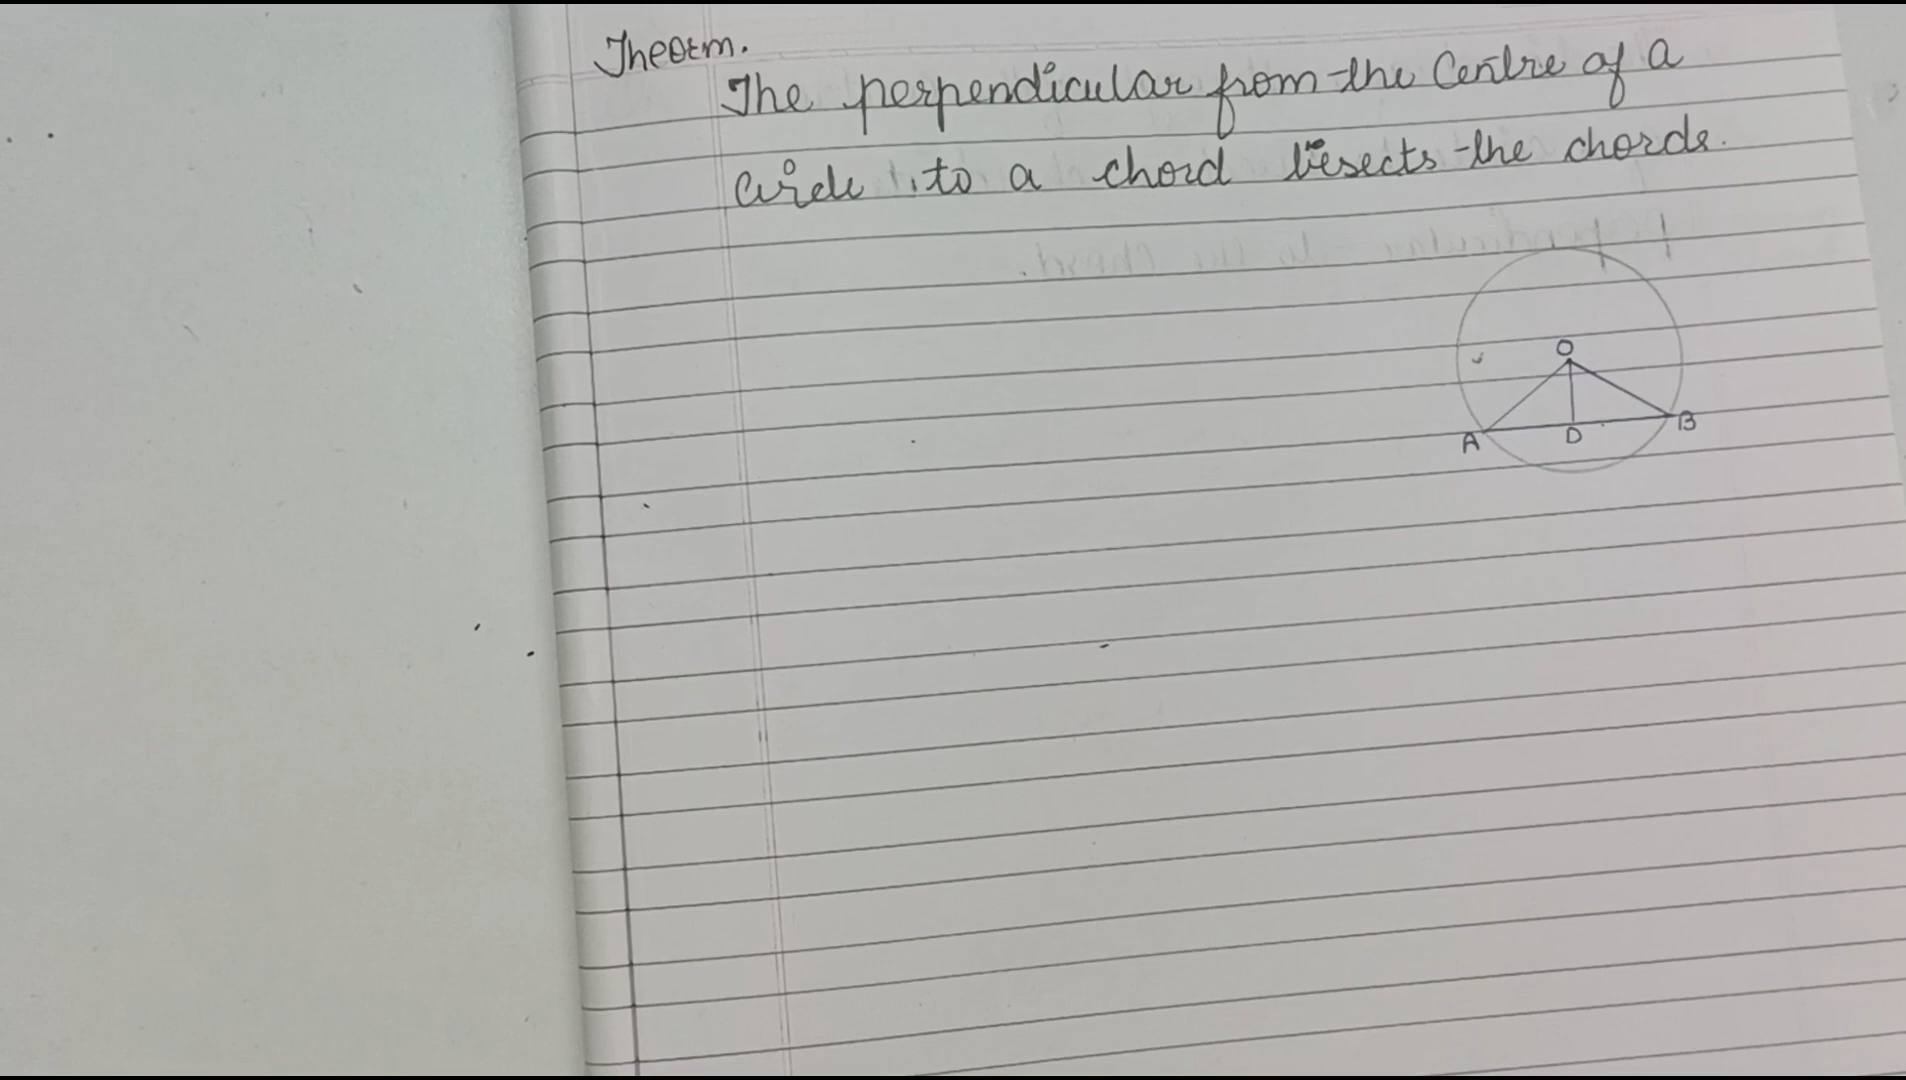 Theorm.
The perpendicular from the Centre of a
circle to a chord bisects the chords.
O
A D B